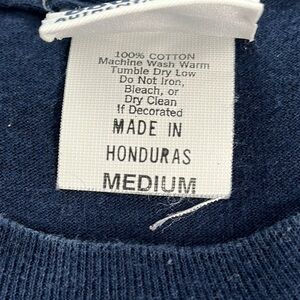 100% COTTON
Machine Wash Warm
Tumble Dry Low
Do Not Iron,
Bleach, or
Dry Clean
If Decorated
MADE IN
HONDURAS
MEDIUM